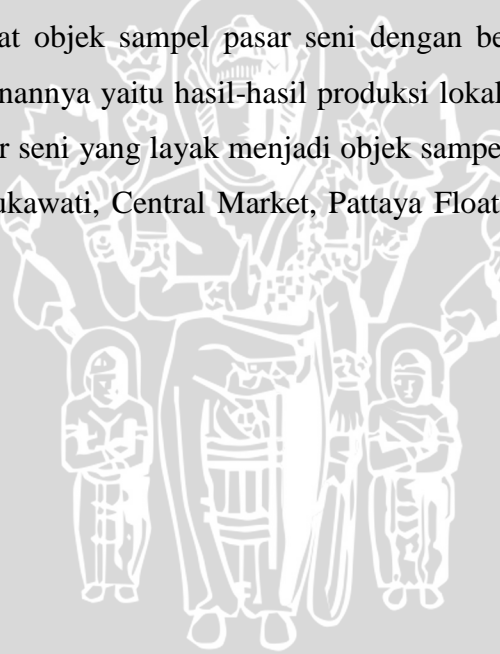 at objek sampel pasar seni dengan be
nannya yaitu hasil-hasil produksi lokal
r seni yang layak menjadi objek sampe
ukawati, Central Market, Pattaya Float